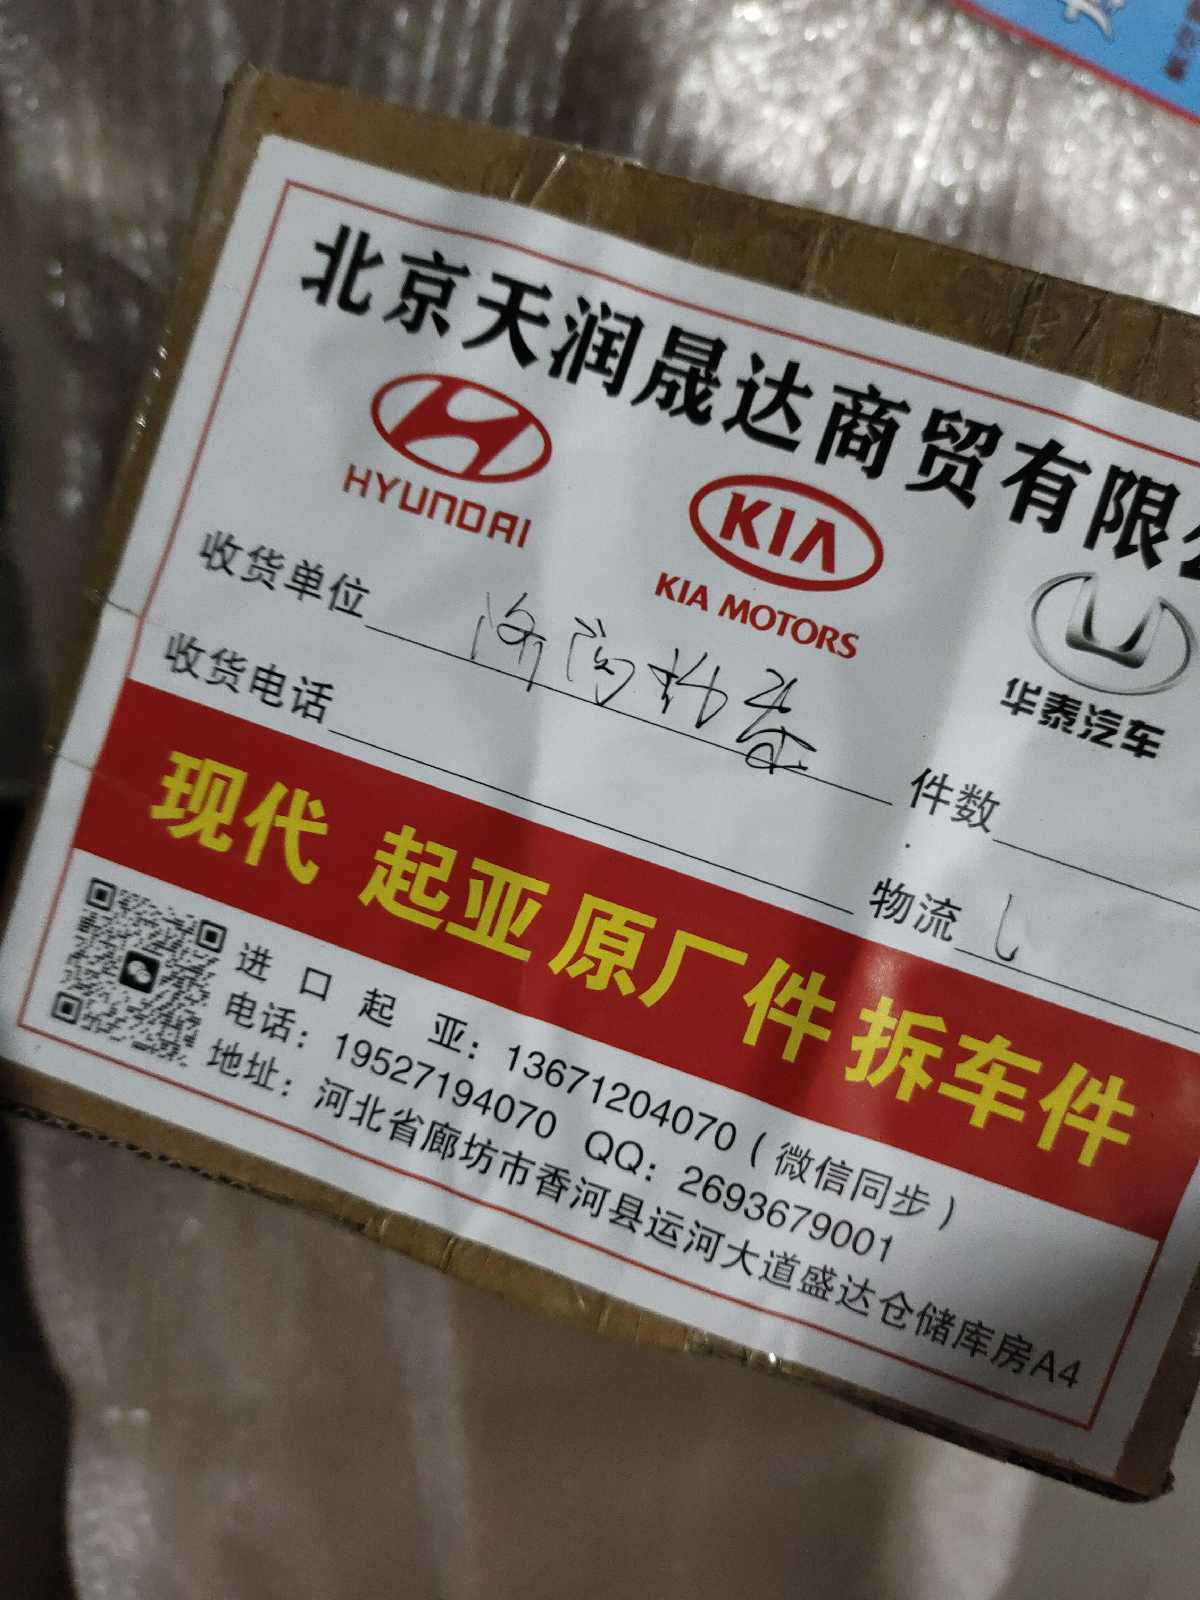 北京天润晟达商贸有限
HYUNDAI
KIA
KIA MOTORS
华泰汽车
收货单位
件数
收货电话
物流
现代 起亚原厂件 拆车件
进口起亚：13671204070（微信同步）
电话：19527194070 QQ：2693679001
地址：河北省廊坊市香河县运河大道盛达仓储库房A4